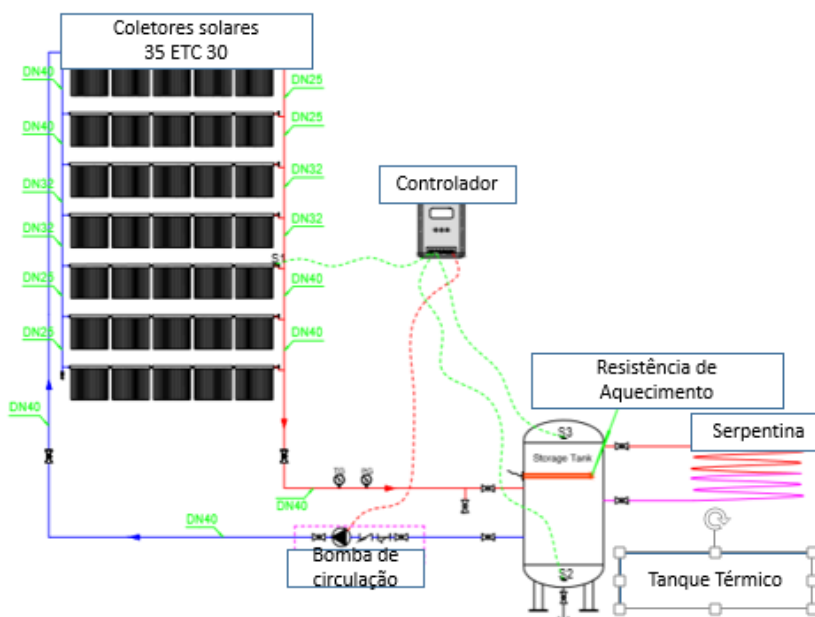 Coletores solares
35 ETC 30
DN40
DN25
DN40
DN25
DN32
DN32
DN32
DN32
S1
DN25
DN40
DN25
DN40
DN40
DN40
DN40
Controlador
Resistência de
Aquecimento
Serpentina
S3
Storage Tank
S2
Bomba de
circulação
Tanque Térmico